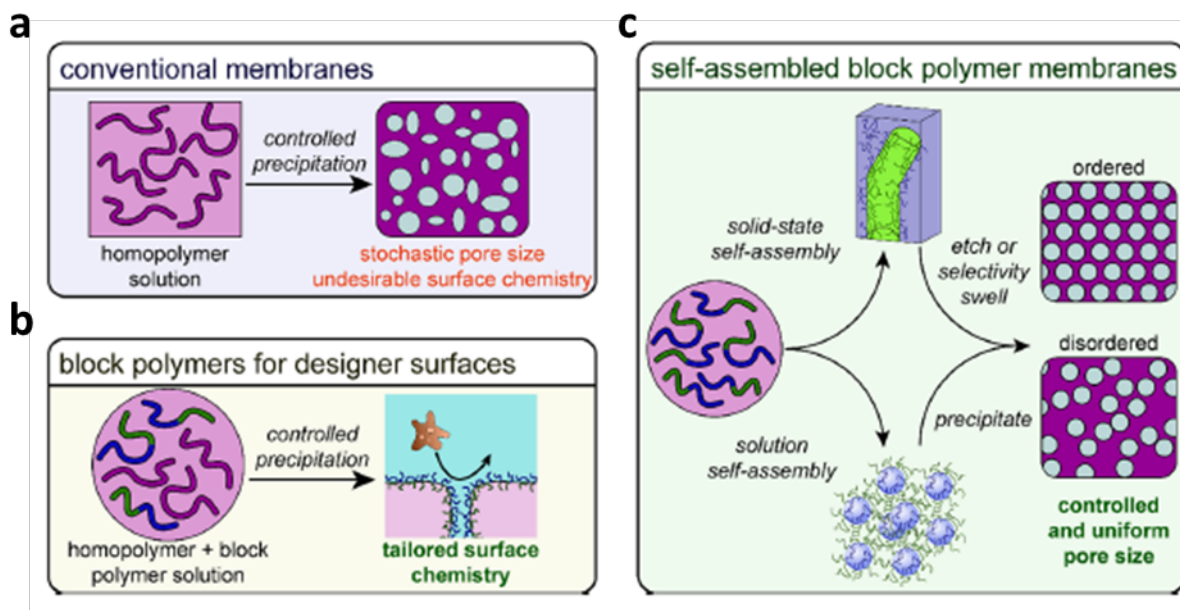 a
conventional membranes
controlled
precipitation
homopolymer
solution
stochastic pore size
undesirable surface chemistry
b
block polymers for designer surfaces
controlled
precipitation
homopolymer + block
polymer solution
tailored surface
chemistry
c
self-assembled block polymer membranes
solid-state
self-assembly
etch or
selectivity
swell
ordered
disordered
solution
self-assembly
precipitate
controlled
and uniform
pore size